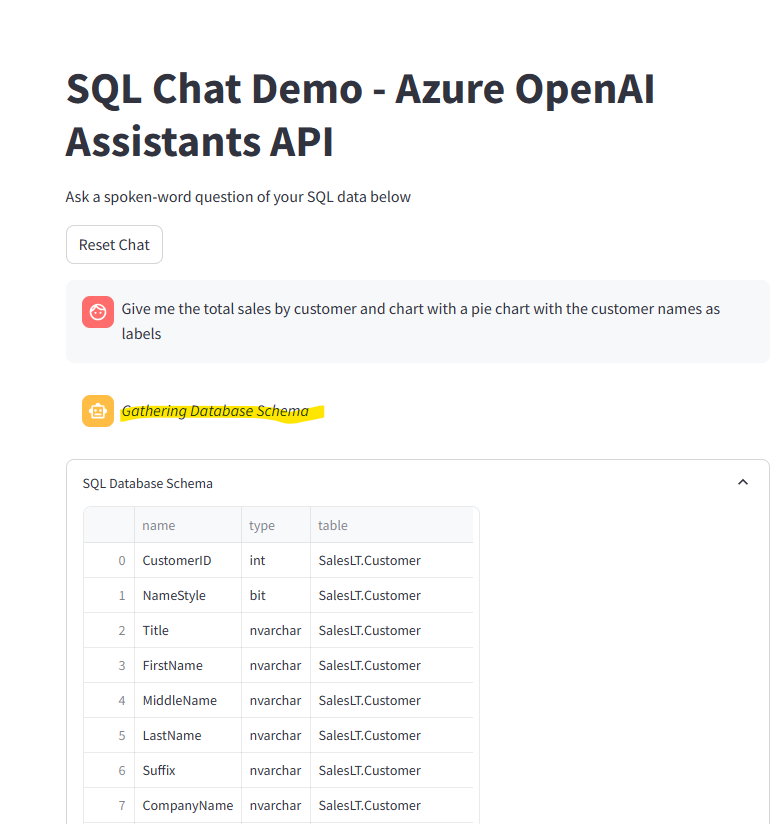 SQL Chat Demo - Azure OpenAI
Assistants API
Ask a spoken-word question of your SQL data below
Reset Chat
Give me the total sales by customer and chart with a pie chart with the customer names as
labels
Gathering Database Schema
SQL Database Schema
name type table
0 CustomerID int SalesLT.Customer
1 NameStyle bit SalesLT.Customer
2 Title nvarchar SalesLT.Customer
3 FirstName nvarchar SalesLT.Customer
4 MiddleName nvarchar SalesLT.Customer
5 LastName nvarchar SalesLT.Customer
6 Suffix nvarchar SalesLT.Customer
7 CompanyName nvarchar SalesLT.Customer